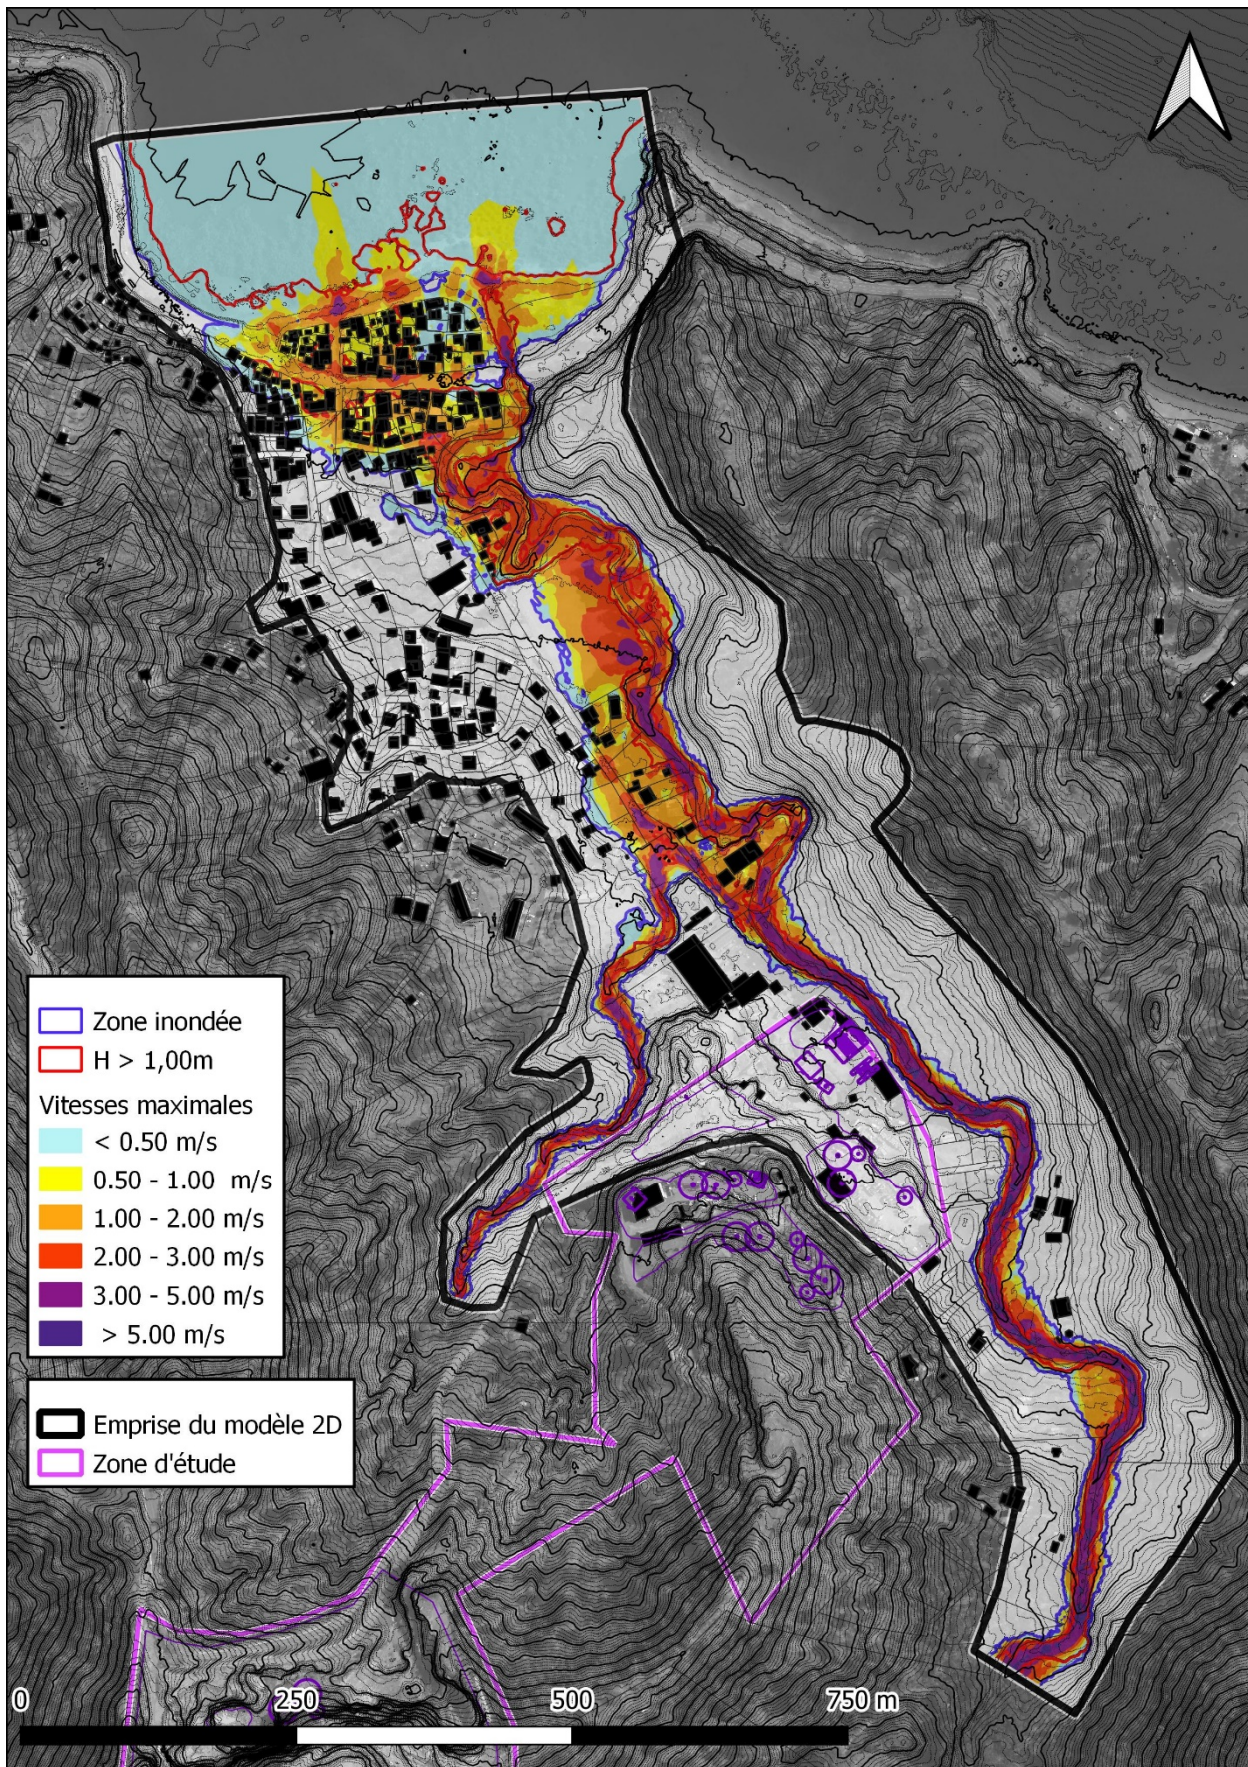 Zone inondée
H > 1,00m
Vitesses maximales
< 0.50 m/s
0.50 - 1.00 m/s
1.00 - 2.00 m/s
2.00 - 3.00 m/s
3.00 - 5.00 m/s
> 5.00 m/s
Emprise du modèle 2D
Zone d'étude
0 250 500 750 m